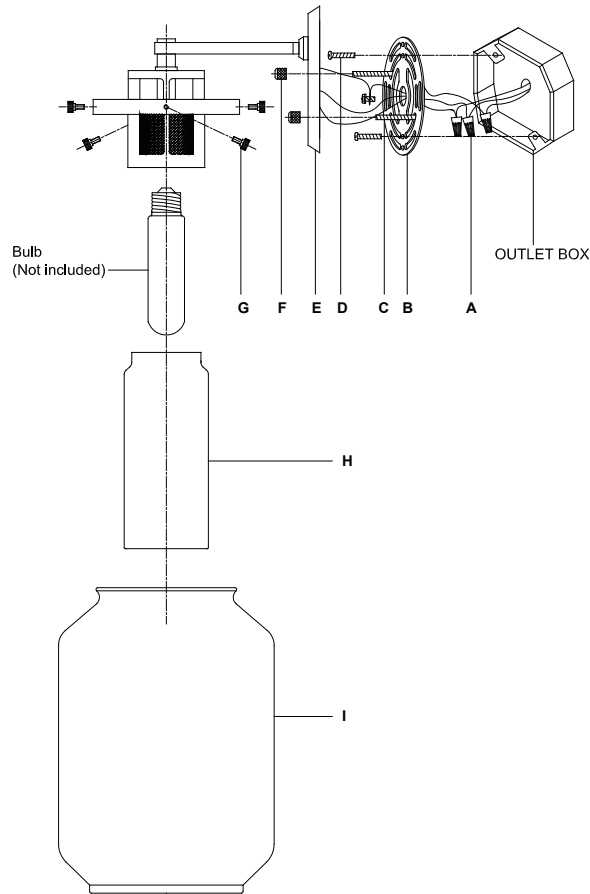 OUTLET BOX
Bulb
(Not included)
G F E D C B A
H
I